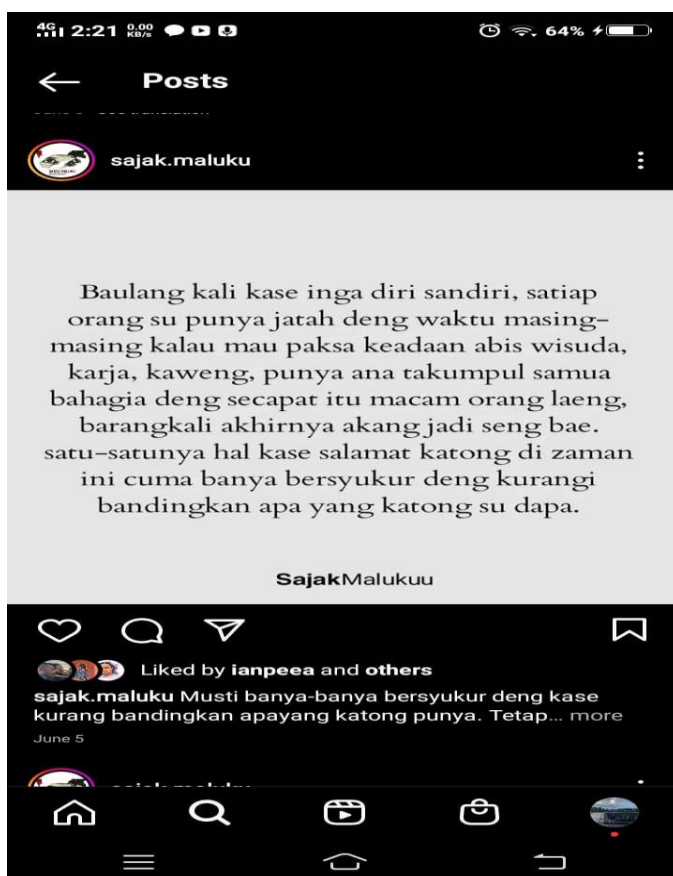 4G 2:21 0.00 KB/s 64%
Posts
sajak.maluku
Baulang kali kase inga diri sandiri, satiap
orang su punya jatah deng waktu masing-
masing kalau mau paksa keadaan abis wisuda,
karja, kaweng, punya ana takumpul samua
bahagia deng secapat itu macam orang laeng,
barangkali akhirnya akang jadi seng bae.
satu-satunya hal kase salamat katong di zaman
ini cuma banya bersyukur deng kurangi
bandingkan apa yang katong su dapa.
SajakMalukuu
Liked by ianpeea and others
sajak.maluku Musti banya-banya bersyukur deng kase
kurang bandingkan apayang katong punya. Tetap... more
June 5